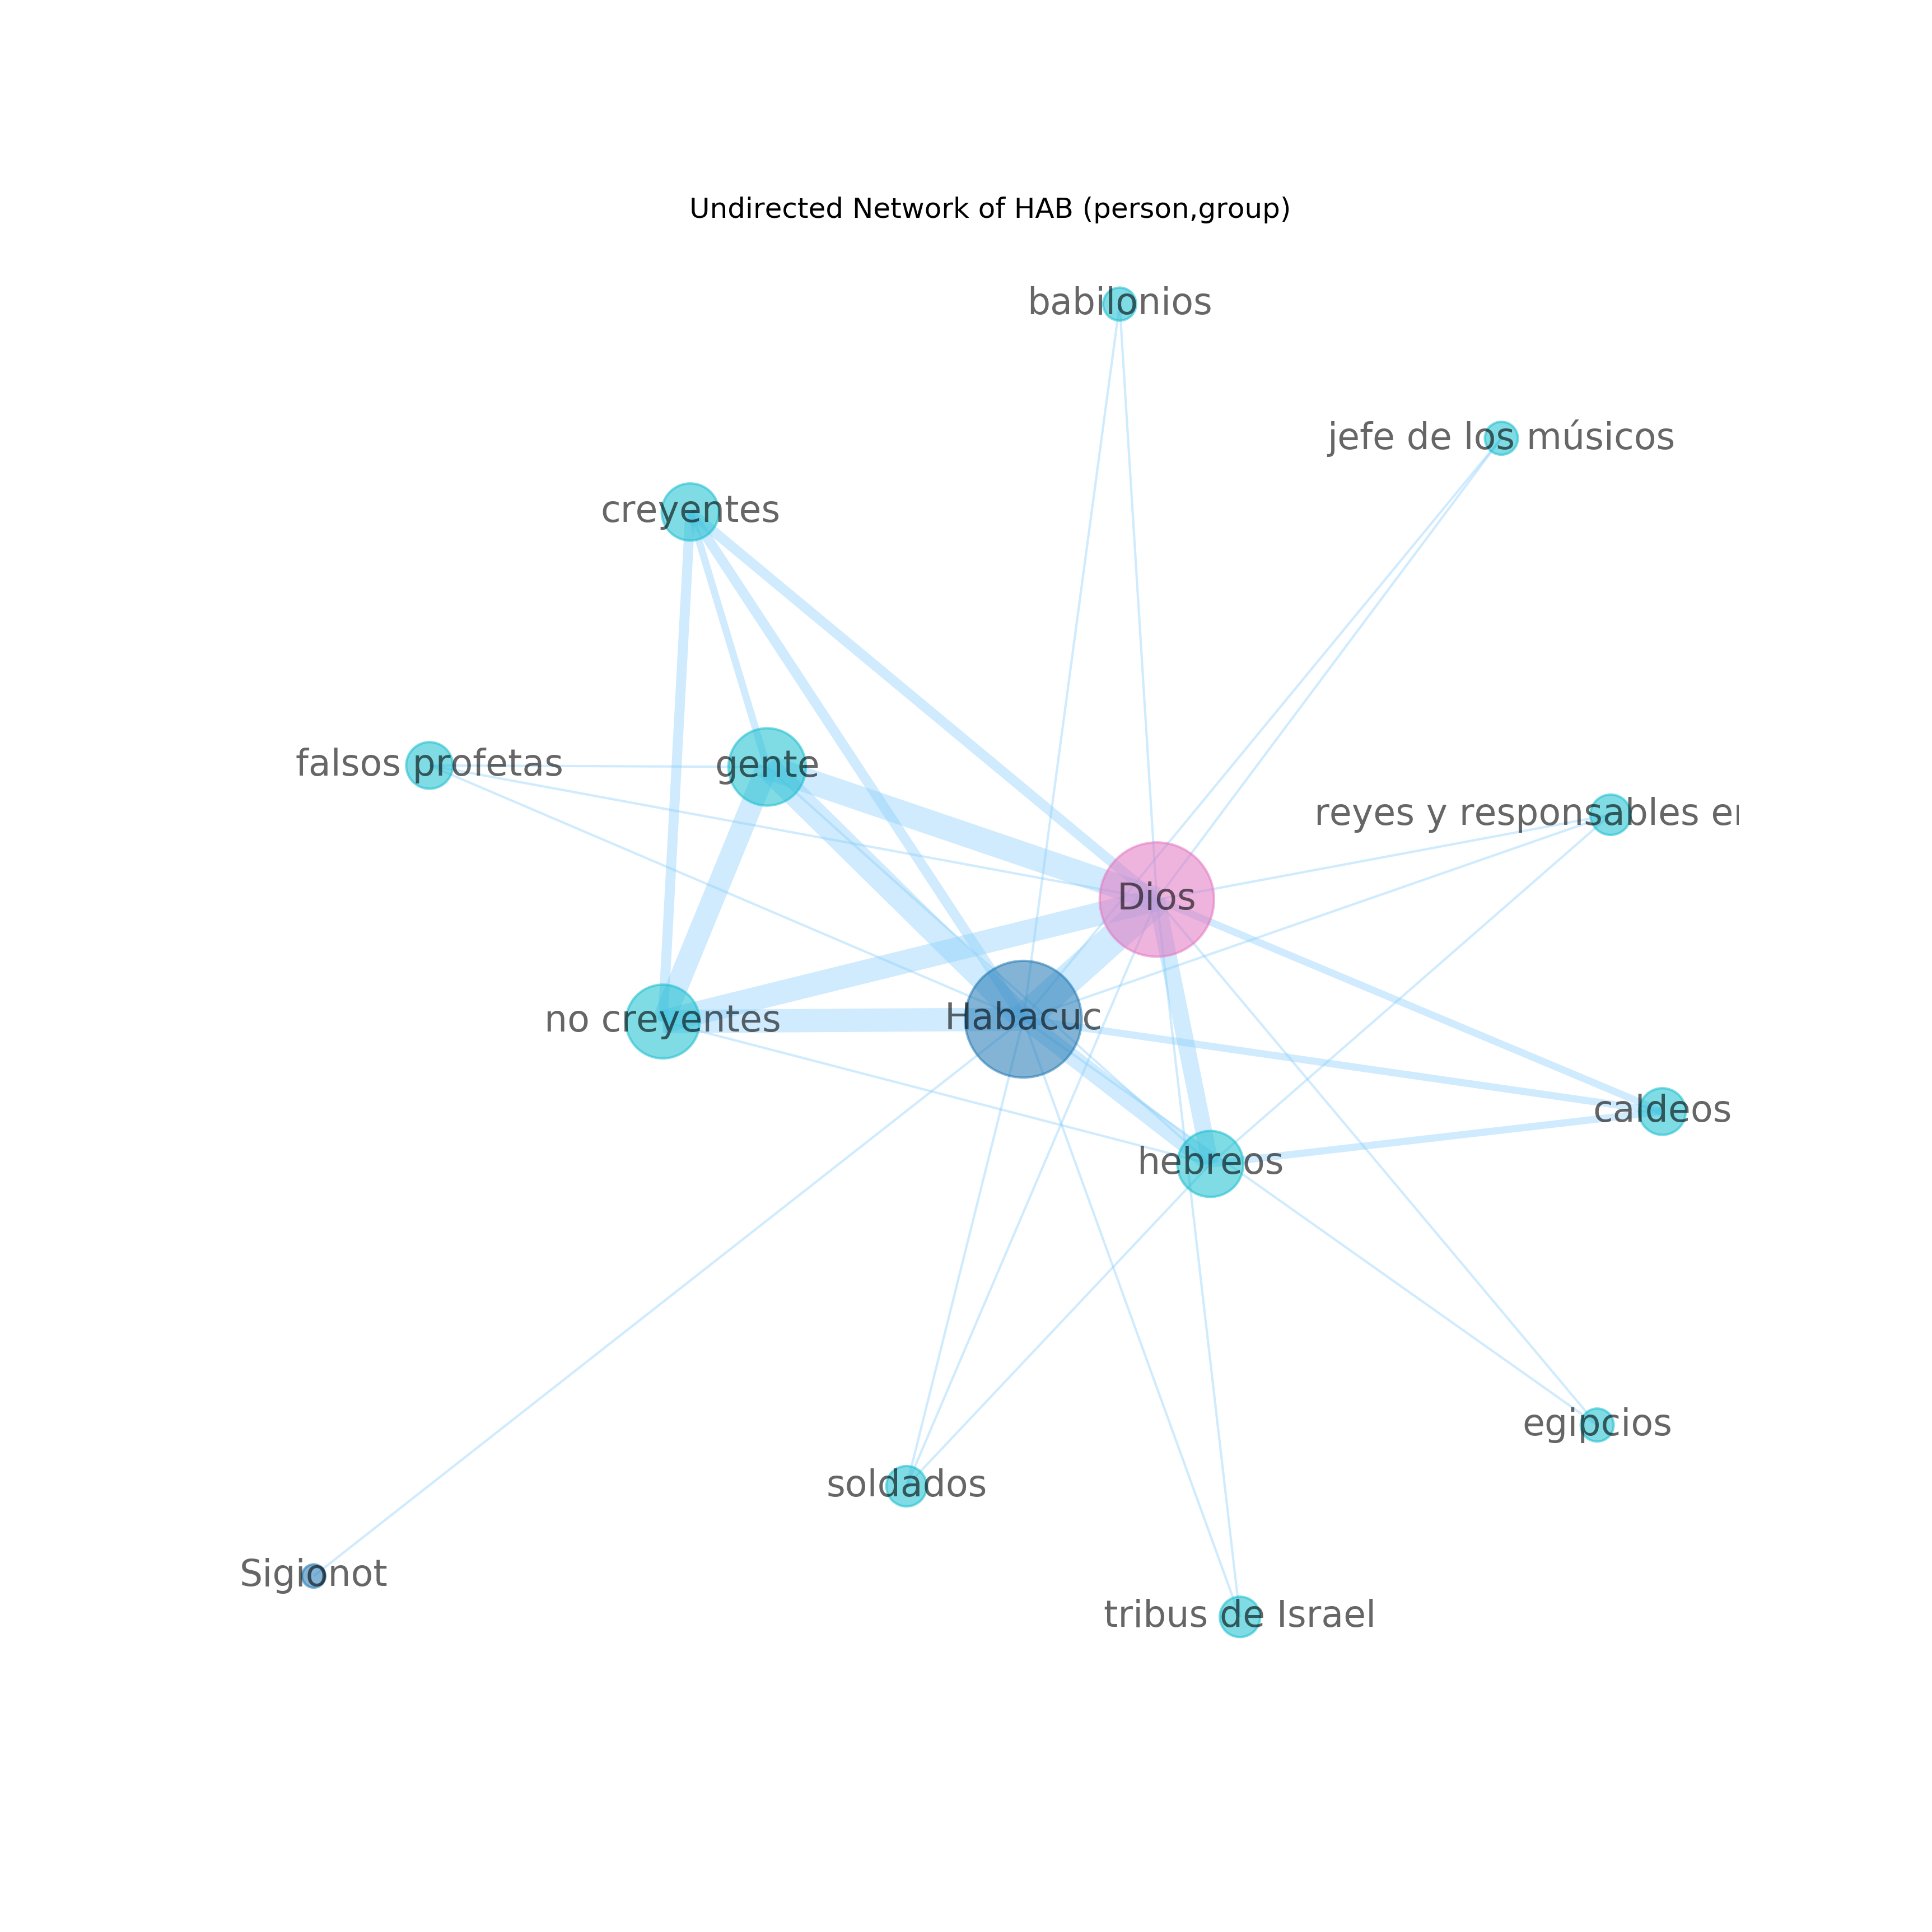 Undirected Network of HAB (person,group)
babilonios
jefe de los músicos
creyentes
falsos profetas
gente
reyes y responsables
Dios
no creyentes
Habacuc
caldeos
hebreos
egipcios
soldados
Sigionot
tribus de Israel